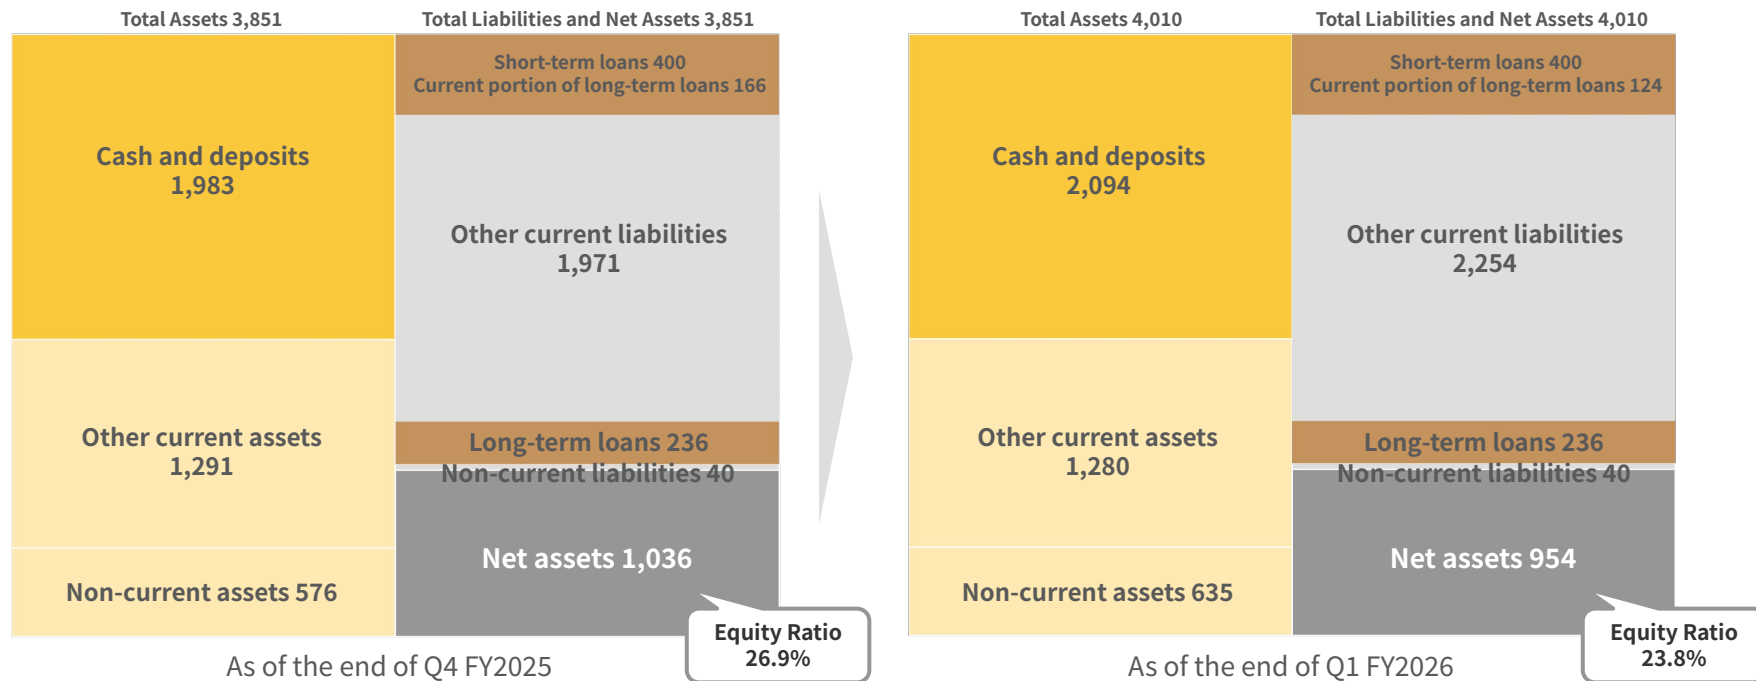 Total Assets 3,851
Total Liabilities and Net Assets 3,851
Short-term loans 400
Current portion of long-term loans 166
Cash and deposits
1,983
Other current liabilities
1,971
Other current assets
1,291
Long-term loans 236
Non-current liabilities 40
Net assets 1,036
Non-current assets 576
Equity Ratio
26.9%
As of the end of Q4 FY2025
Total Assets 4,010
Total Liabilities and Net Assets 4,010
Short-term loans 400
Current portion of long-term loans 124
Cash and deposits
2,094
Other current liabilities
2,254
Other current assets
1,280
Long-term loans 236
Non-current liabilities 40
Net assets 954
Non-current assets 635
Equity Ratio
23.8%
As of the end of Q1 FY2026